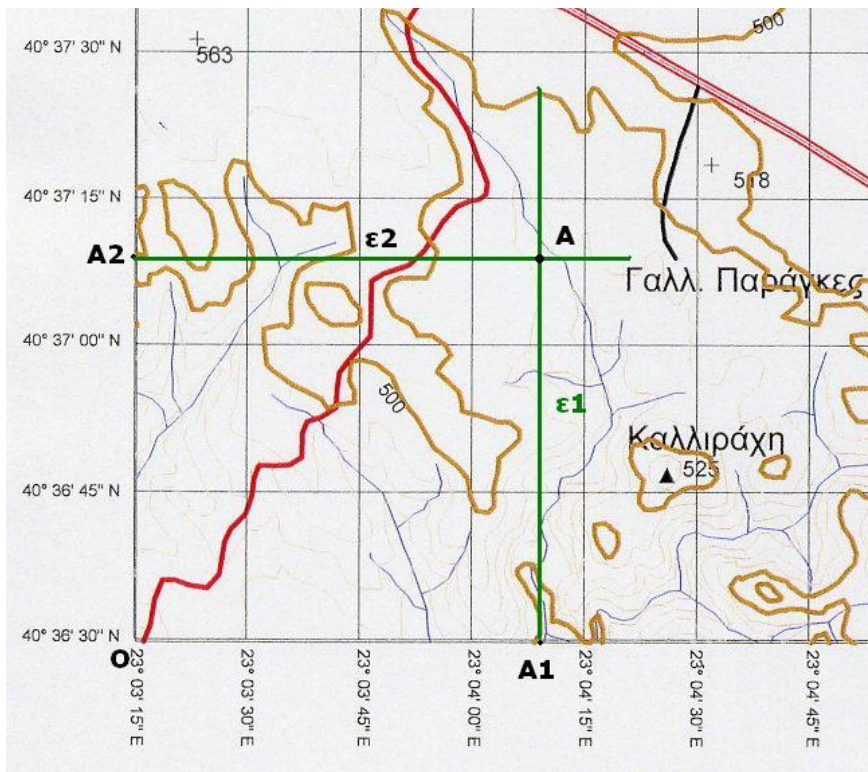 500
40° 37' 30" N
563
518
40° 37' 15" N
A2
ε2
A
Γαλλ. Παράγκες
40° 37' 00" N
500
ε1
Καλλιράχη
525
40° 36' 45" N
40° 36' 30" N
O
A1
23° 03' 15" E
23° 03' 30" E
23° 03' 45" E
23° 04' 00" E
23° 04' 15" E
23° 04' 30" E
23° 04' 45" E